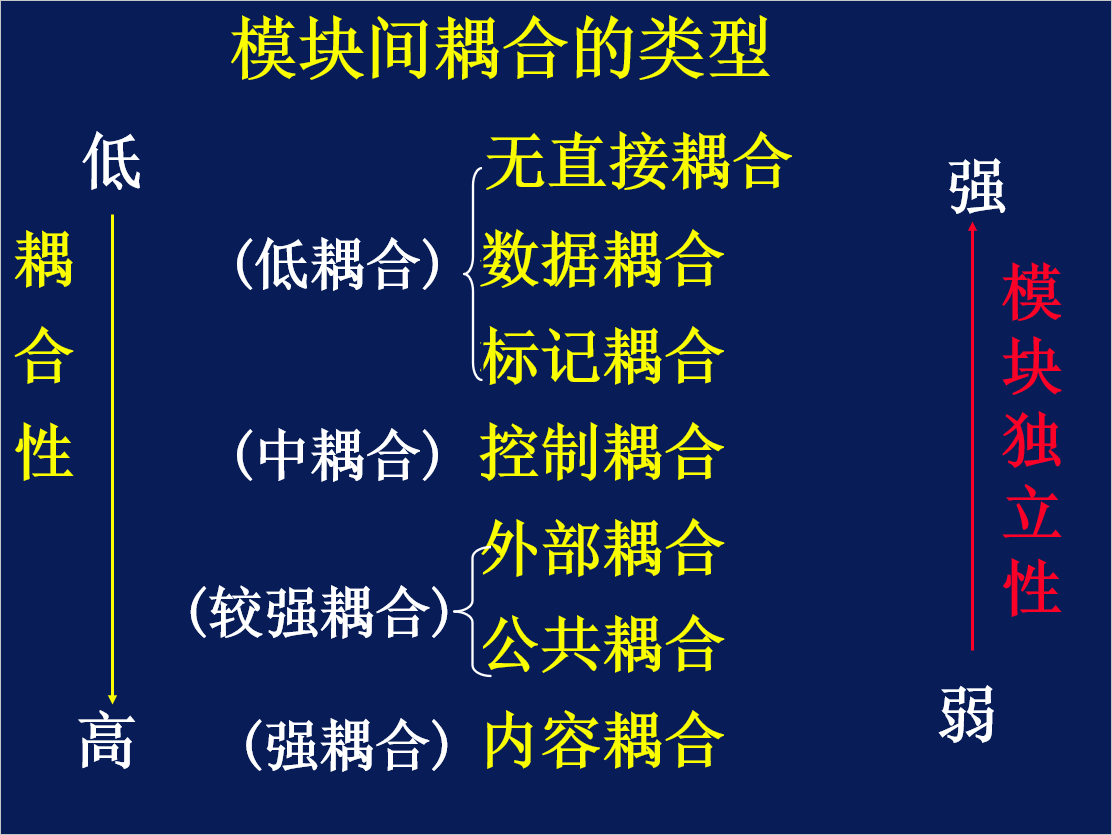 模块间耦合的类型
低
无直接耦合
强
耦合性
(低耦合)
数据耦合
模块独立性
标记耦合
(中耦合)
控制耦合
外部耦合
(较强耦合)
公共耦合
高
(强耦合)
内容耦合
弱